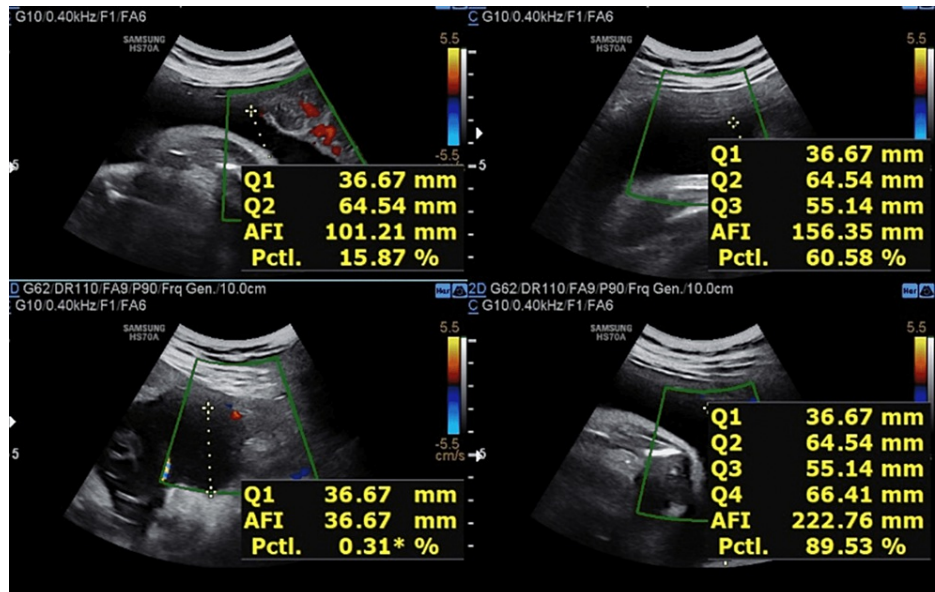 C G10/0.40kHz/F1/FA6
SAMSUNG
HS70A
5.5
-5.5
5
Q1 36.67 mm
Q2 64.54 mm
AFI 101.21 mm
Pctl. 15.87 %
C G10/0.40kHz/F1/FA6
SAMSUNG
HS70A
5.5
5
Q1 36.67 mm
Q2 64.54 mm
Q3 55.14 mm
AFI 156.35 mm
Pctl. 60.58 %
D G62/DR110/FA9/P90/Frq Gen./10.0cm
Har
C G10/0.40kHz/F1/FA6
SAMSUNG
HS70A
5.5
-5.5
cm/s
5
Q1 36.67 mm
AFI 36.67 mm
Pctl. 0.31* %
2D G62/DR110/FA9/P90/Frq Gen./10.0cm
Har
C G10/0.40kHz/F1/FA6
SAMSUNG
HS70A
5.5
5
Q1 36.67 mm
Q2 64.54 mm
Q3 55.14 mm
Q4 66.41 mm
AFI 222.76 mm
Pctl. 89.53 %